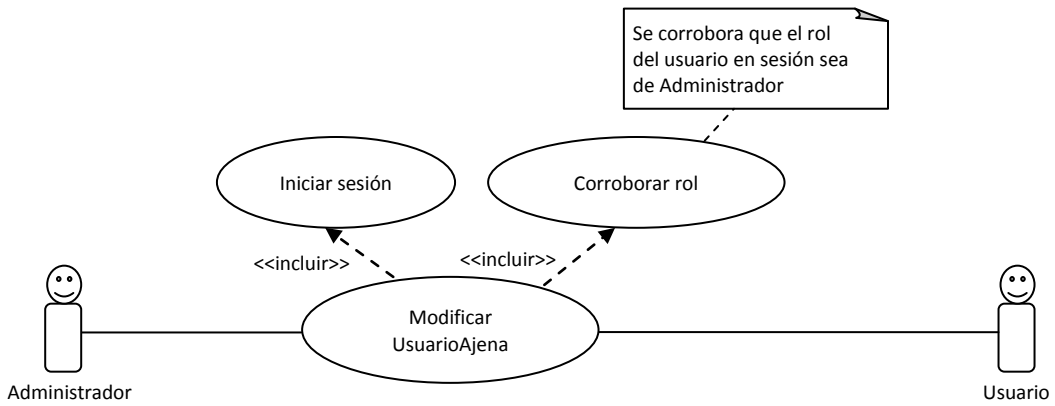 Se corrobora que el rol
del usuario en sesión sea
de Administrador
Iniciar sesión
Corroborar rol
<<incluir>>
<<incluir>>
Modificar
UsuarioAjena
Administrador
Usuario